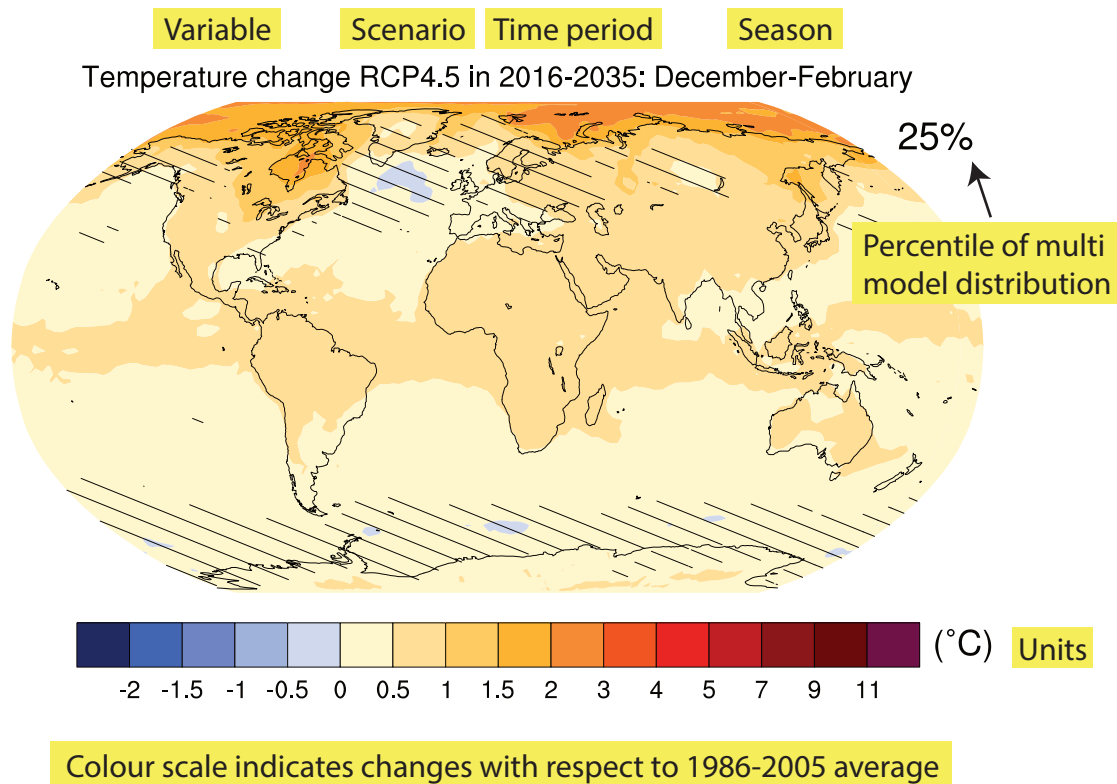 Variable Scenario Time period Season
Temperature change RCP4.5 in 2016-2035: December-February
25%
Percentile of multi
model distribution
(°C) Units
-2 -1.5 -1 -0.5 0 0.5 1 1.5 2 3 4 5 7 9 11
Colour scale indicates changes with respect to 1986-2005 average